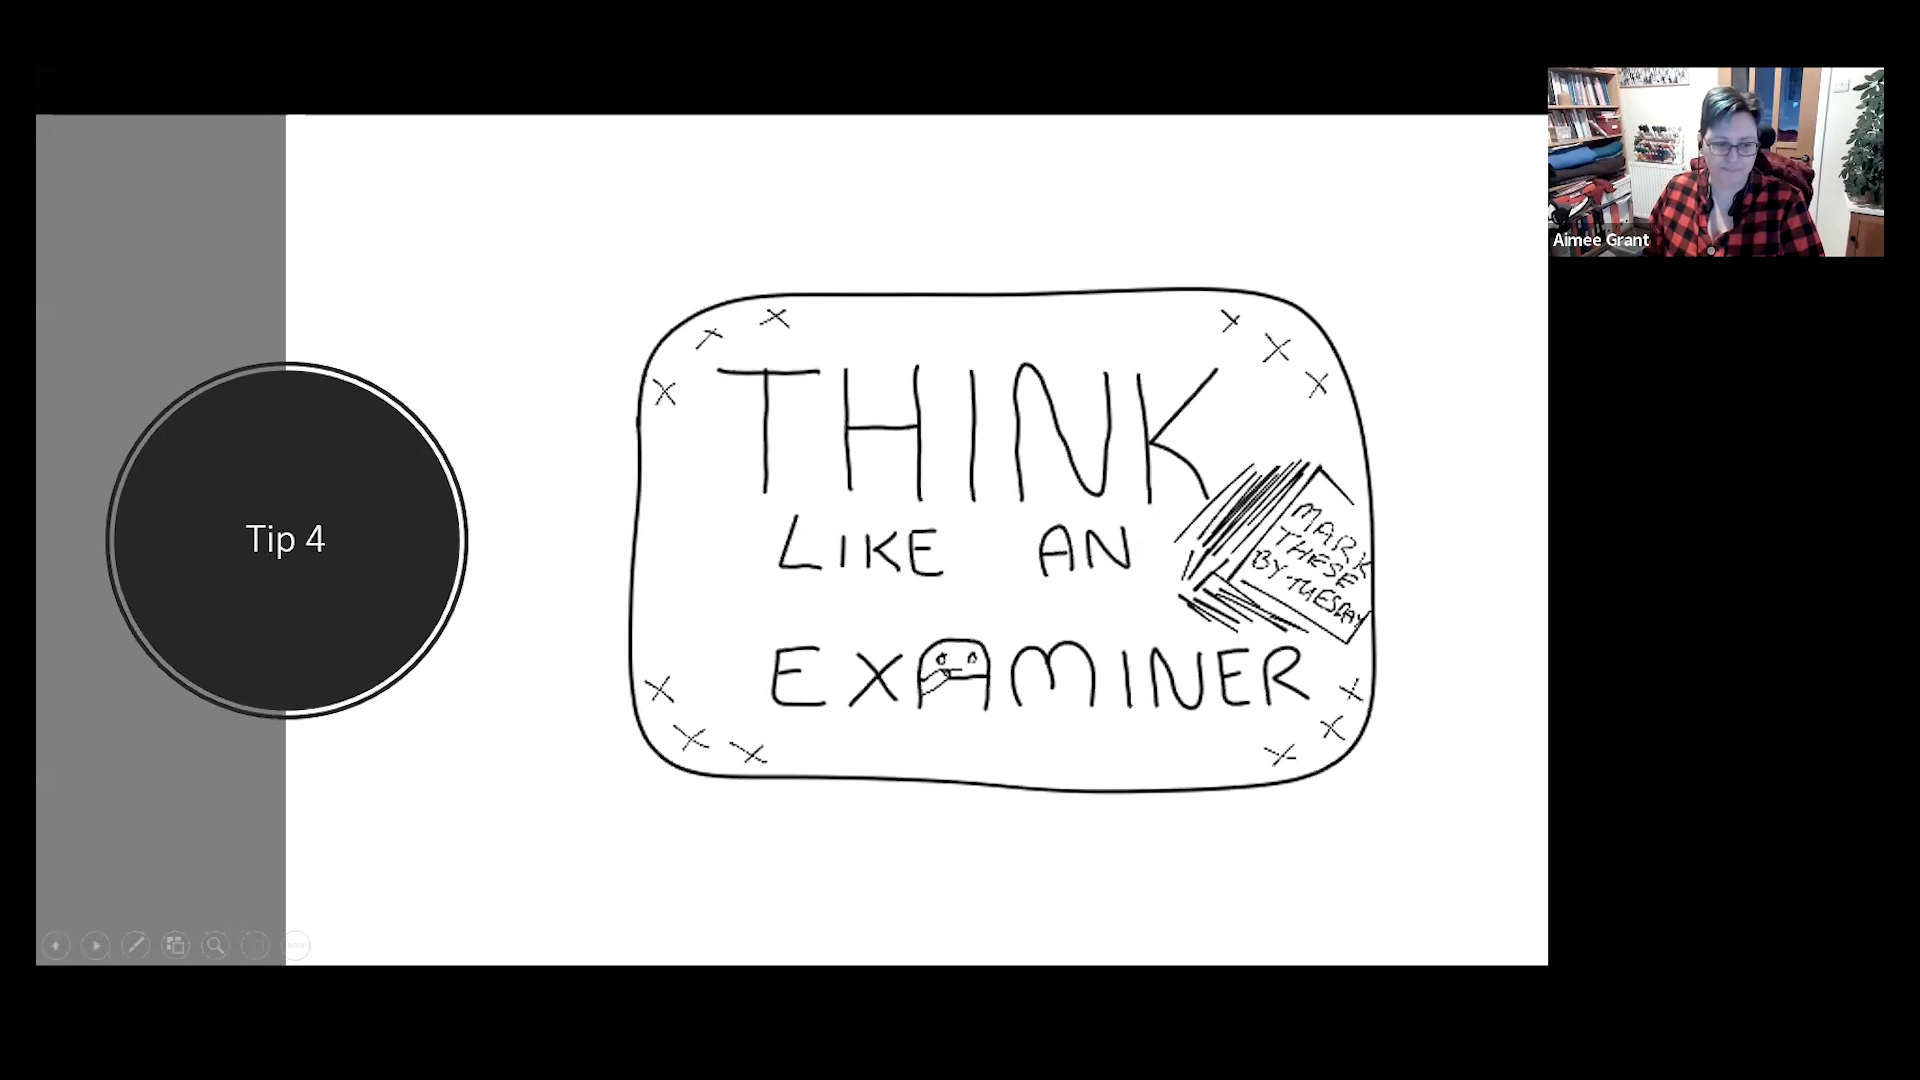 Tip 4
THINK
LIKE AN
EXAMINER
MARK
THESE
BY TUESDAY
Aimee Grant